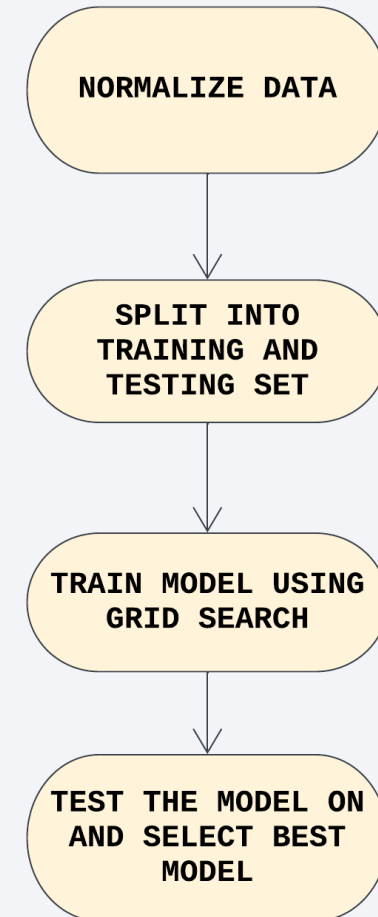 NORMALIZE DATA
SPLIT INTO
TRAINING AND
TESTING SET
TRAIN MODEL USING
GRID SEARCH
TEST THE MODEL ON
AND SELECT BEST
MODEL